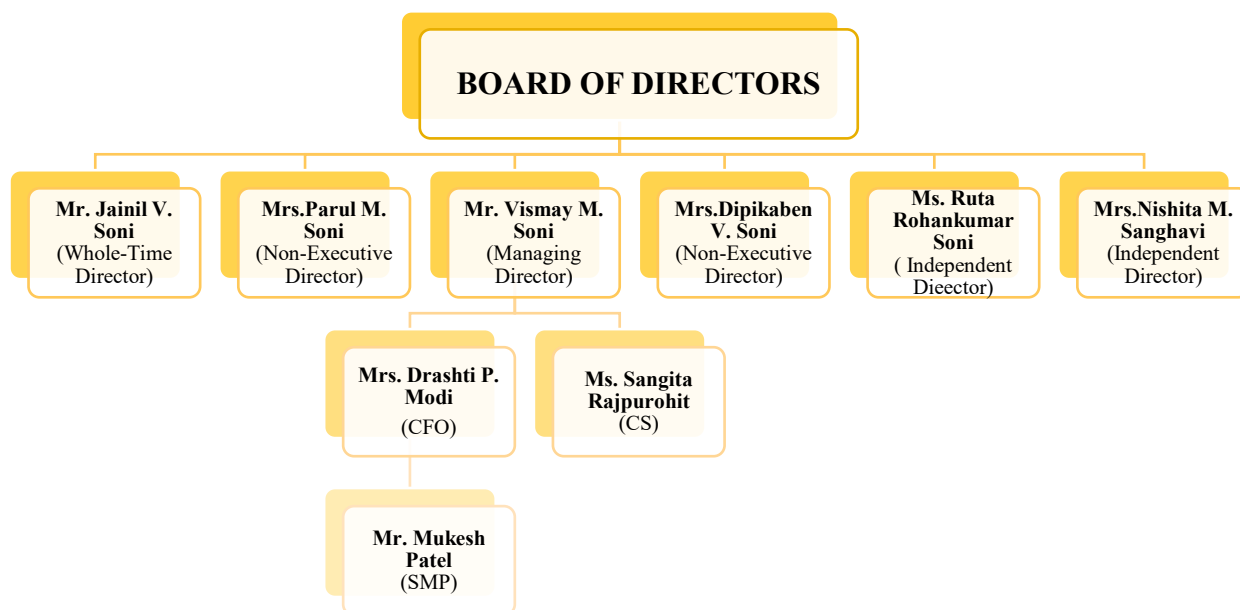 BOARD OF DIRECTORS
Mr. Jainil V.
Soni
(Whole-Time
Director)
Mrs.Parul M.
Soni
(Non-Executive
Director)
Mr. Vismay M.
Soni
(Managing
Director)
Mrs.Dipikaben
V. Soni
(Non-Executive
Director)
Ms. Ruta
Rohankumar
Soni
( Independent
Dieector)
Mrs.Nishita M.
Sanghavi
(Independent
Director)
Mrs. Drashti P.
Modi
(CFO)
Ms. Sangita
Rajpurohit
(CS)
Mr. Mukesh
Patel
(SMP)